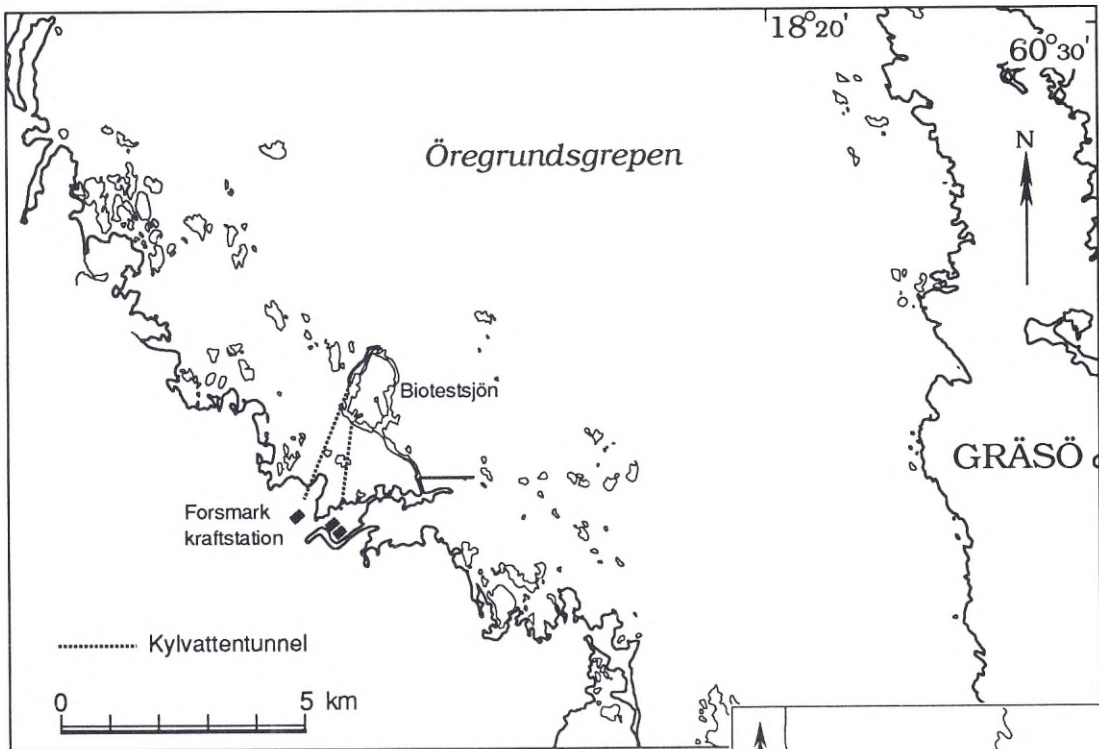 18°20'
60°30'
Öregrundsgrepen
N
Biotestsjön
GRÄSÖ
Forsmark
kraftstation
Kylvattentunnel
0 5 km